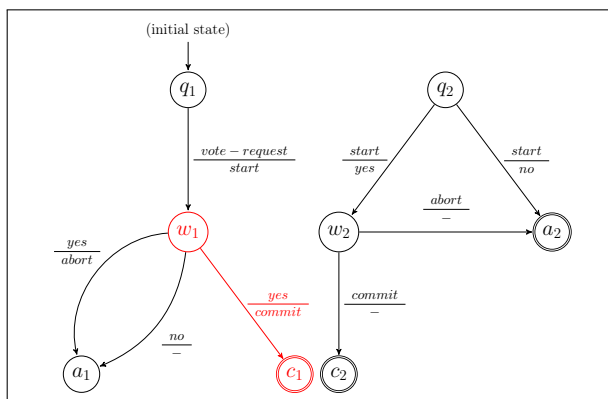 (initial state)
q1
q2
vote − request
start
start
yes
start
no
w1
w2
abort
−
a2
yes
abort
no
−
yes
commit
commit
−
a1
c1
c2